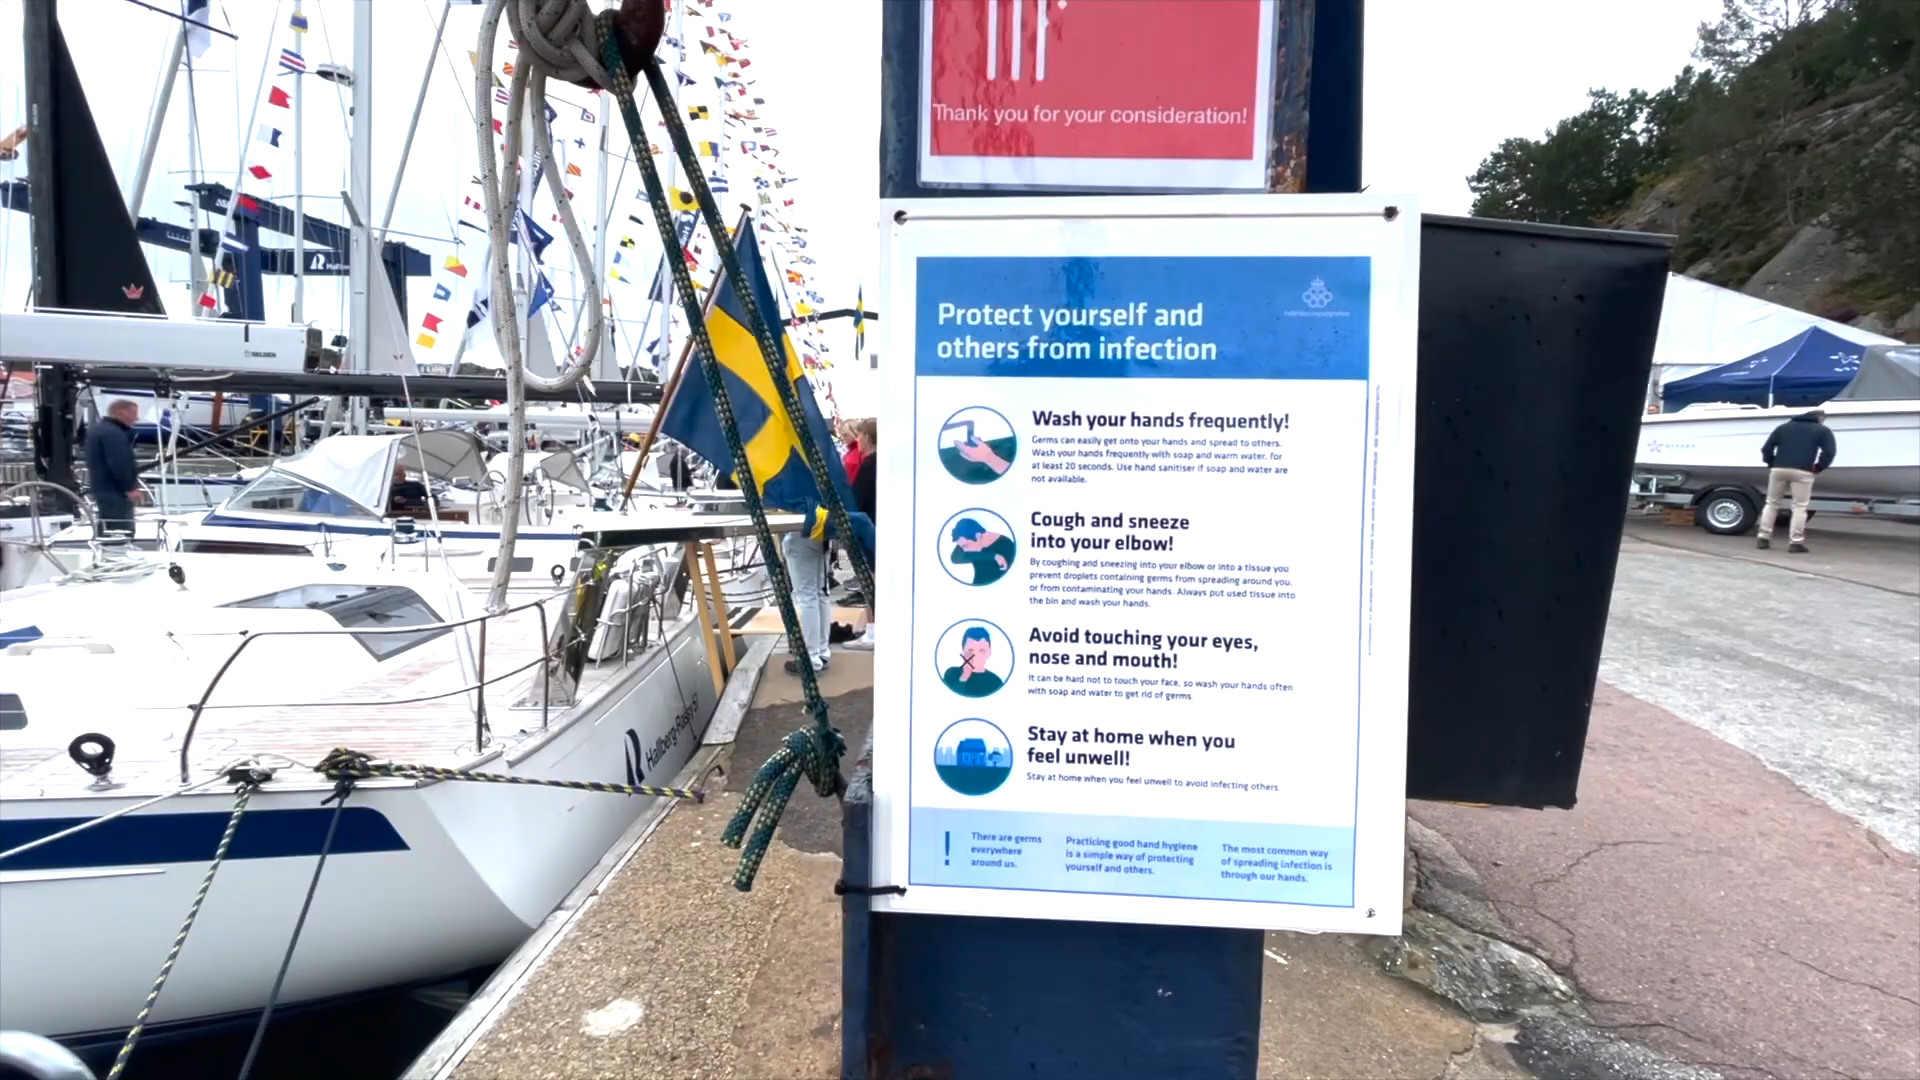 Thank you for your consideration!
Protect yourself and
others from infection
Wash your hands frequently!
Germs can easily get onto your hands and spread to others.
Wash your hands frequently with soap and warm water, for
at least 20 seconds. Use hand sanitiser if soap and water are
not available.
Cough and sneeze
into your elbow!
By coughing and sneezing into your elbow or into a tissue you
prevent droplets containing germs from spreading around you,
or from contaminating your hands. Always put used tissue into
the bin and wash your hands.
Avoid touching your eyes,
nose and mouth!
It can be hard not to touch your face, so wash your hands often
with soap and water to get rid of germs.
Stay at home when you
feel unwell!
Stay at home when you feel unwell to avoid infecting others
! There are germs
everywhere
around us.
Practicing good hand hygiene
is a simple way of protecting
yourself and others.
The most common way
of spreading infection is
through our hands.
Hallberg-Rassy 57
SELDÉN